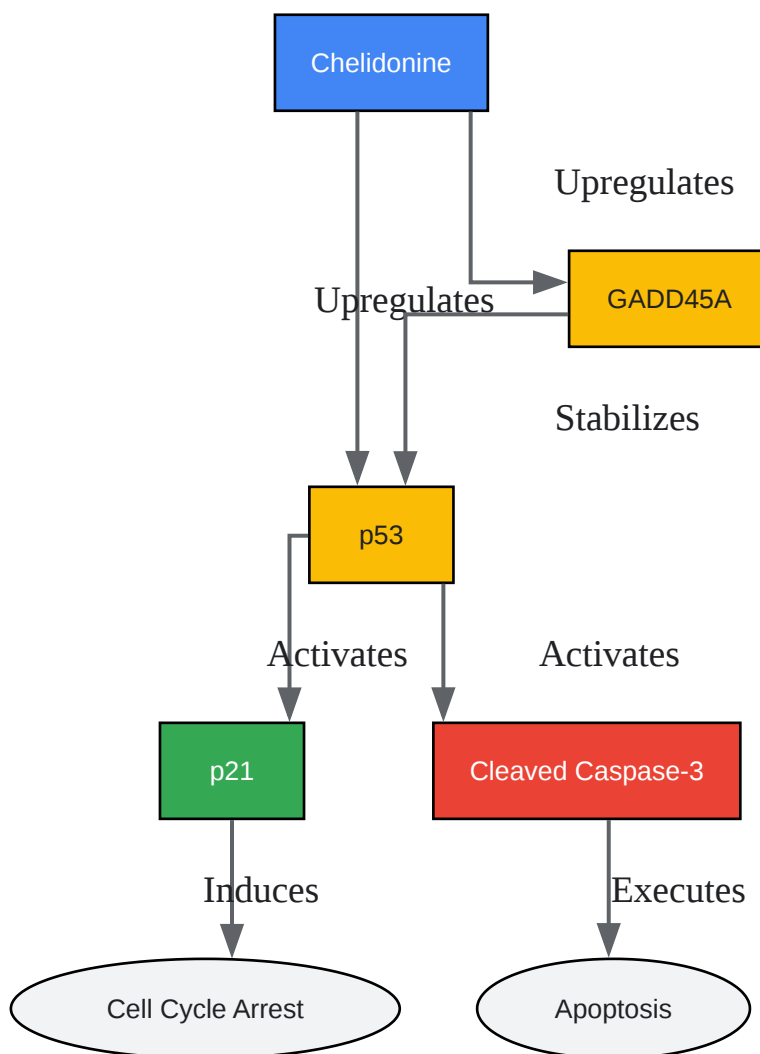 Chelidonine
Upregulates
Upregulates
GADD45A
Stabilizes
p53
Activates
Activates
p21
Cleaved Caspase-3
Induces
Executes
Cell Cycle Arrest
Apoptosis